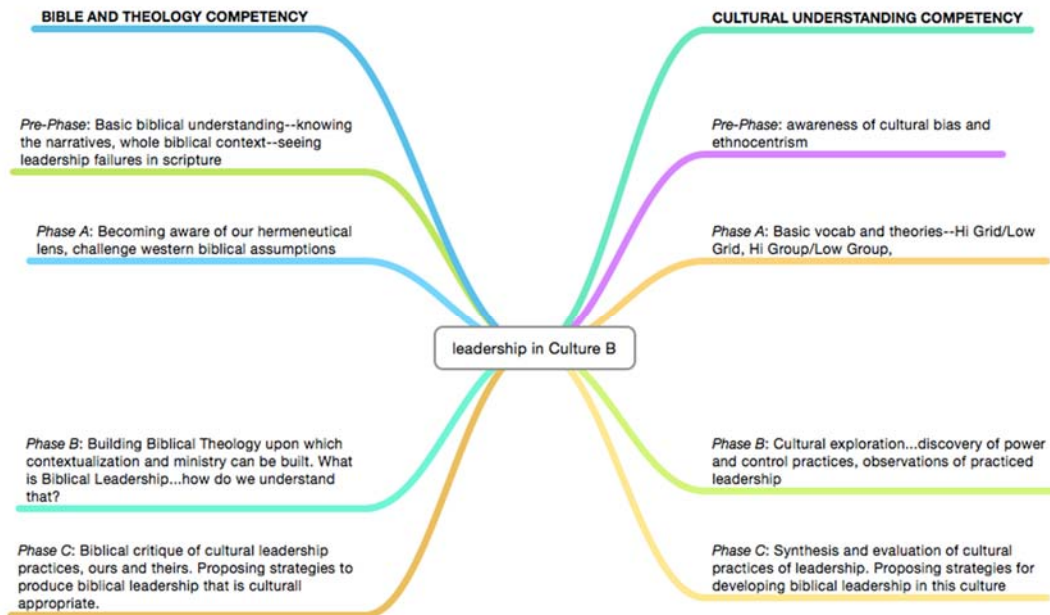 BIBLE AND THEOLOGY COMPETENCY
Pre-Phase: Basic biblical understanding--knowing
the narratives, whole biblical context--seeing
leadership failures in scripture
Phase A: Becoming aware of our hermeneutical
lens, challenge western biblical assumptions
leadership in Culture B
Phase B: Building Biblical Theology upon which
contextualization and ministry can be built. What
is Biblical Leadership...how do we understand
that?
Phase C: Biblical critique of cultural leadership
practices, ours and theirs. Proposing strategies to
produce biblical leadership that is cultural
appropriate.
CULTURAL UNDERSTANDING COMPETENCY
Pre-Phase: awareness of cultural bias and
ethnocentrism
Phase A: Basic vocab and theories--Hi Grid/Low
Grid, Hi Group/Low Group,
Phase B: Cultural exploration...discovery of power
and control practices, observations of practiced
leadership
Phase C: Synthesis and evaluation of cultural
practices of leadership. Proposing strategies for
developing biblical leadership in this culture